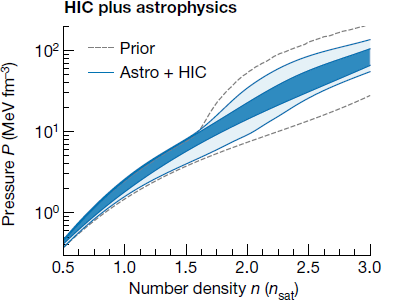 HIC plus astrophysics
Prior
Astro + HIC
Pressure P (MeV fm⁻³)
10²
10¹
10⁰
0.5 1.0 1.5 2.0 2.5 3.0
Number density n (nₛₐₜ)